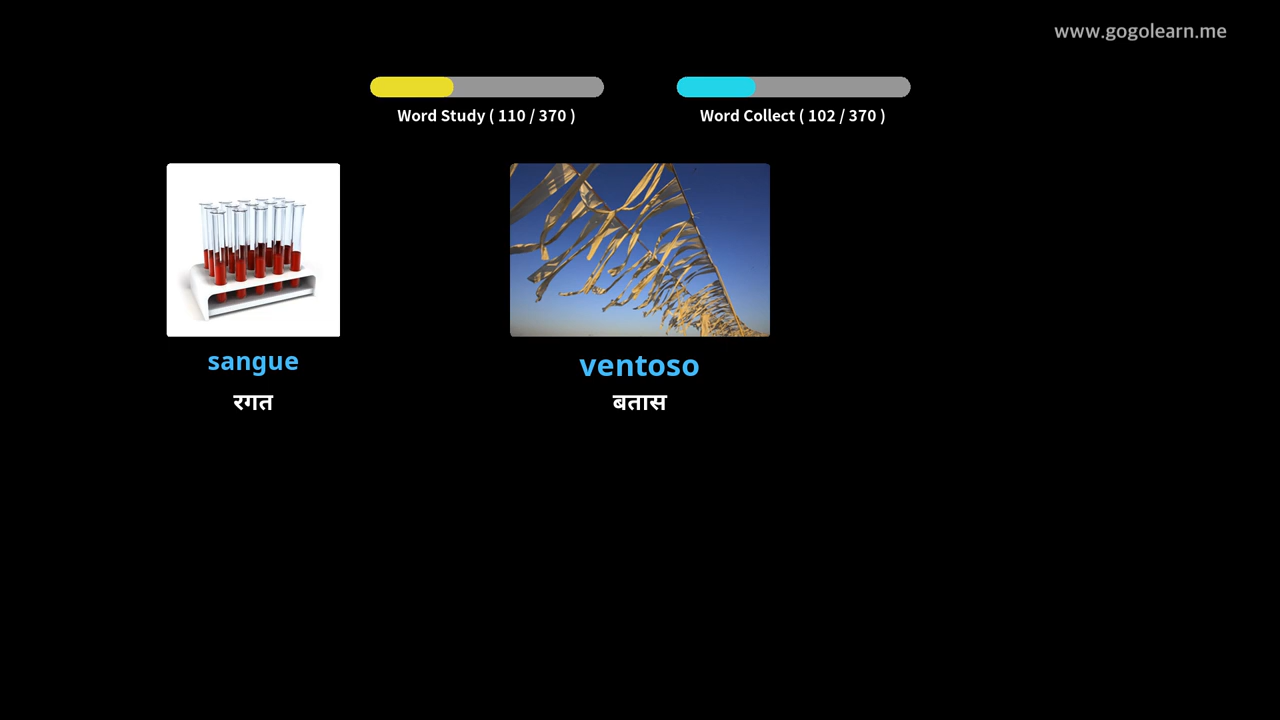 www.gogolearn.me
Word Study ( 110 / 370 )
Word Collect ( 102 / 370 )
sangue
रगत
ventoso
बतास